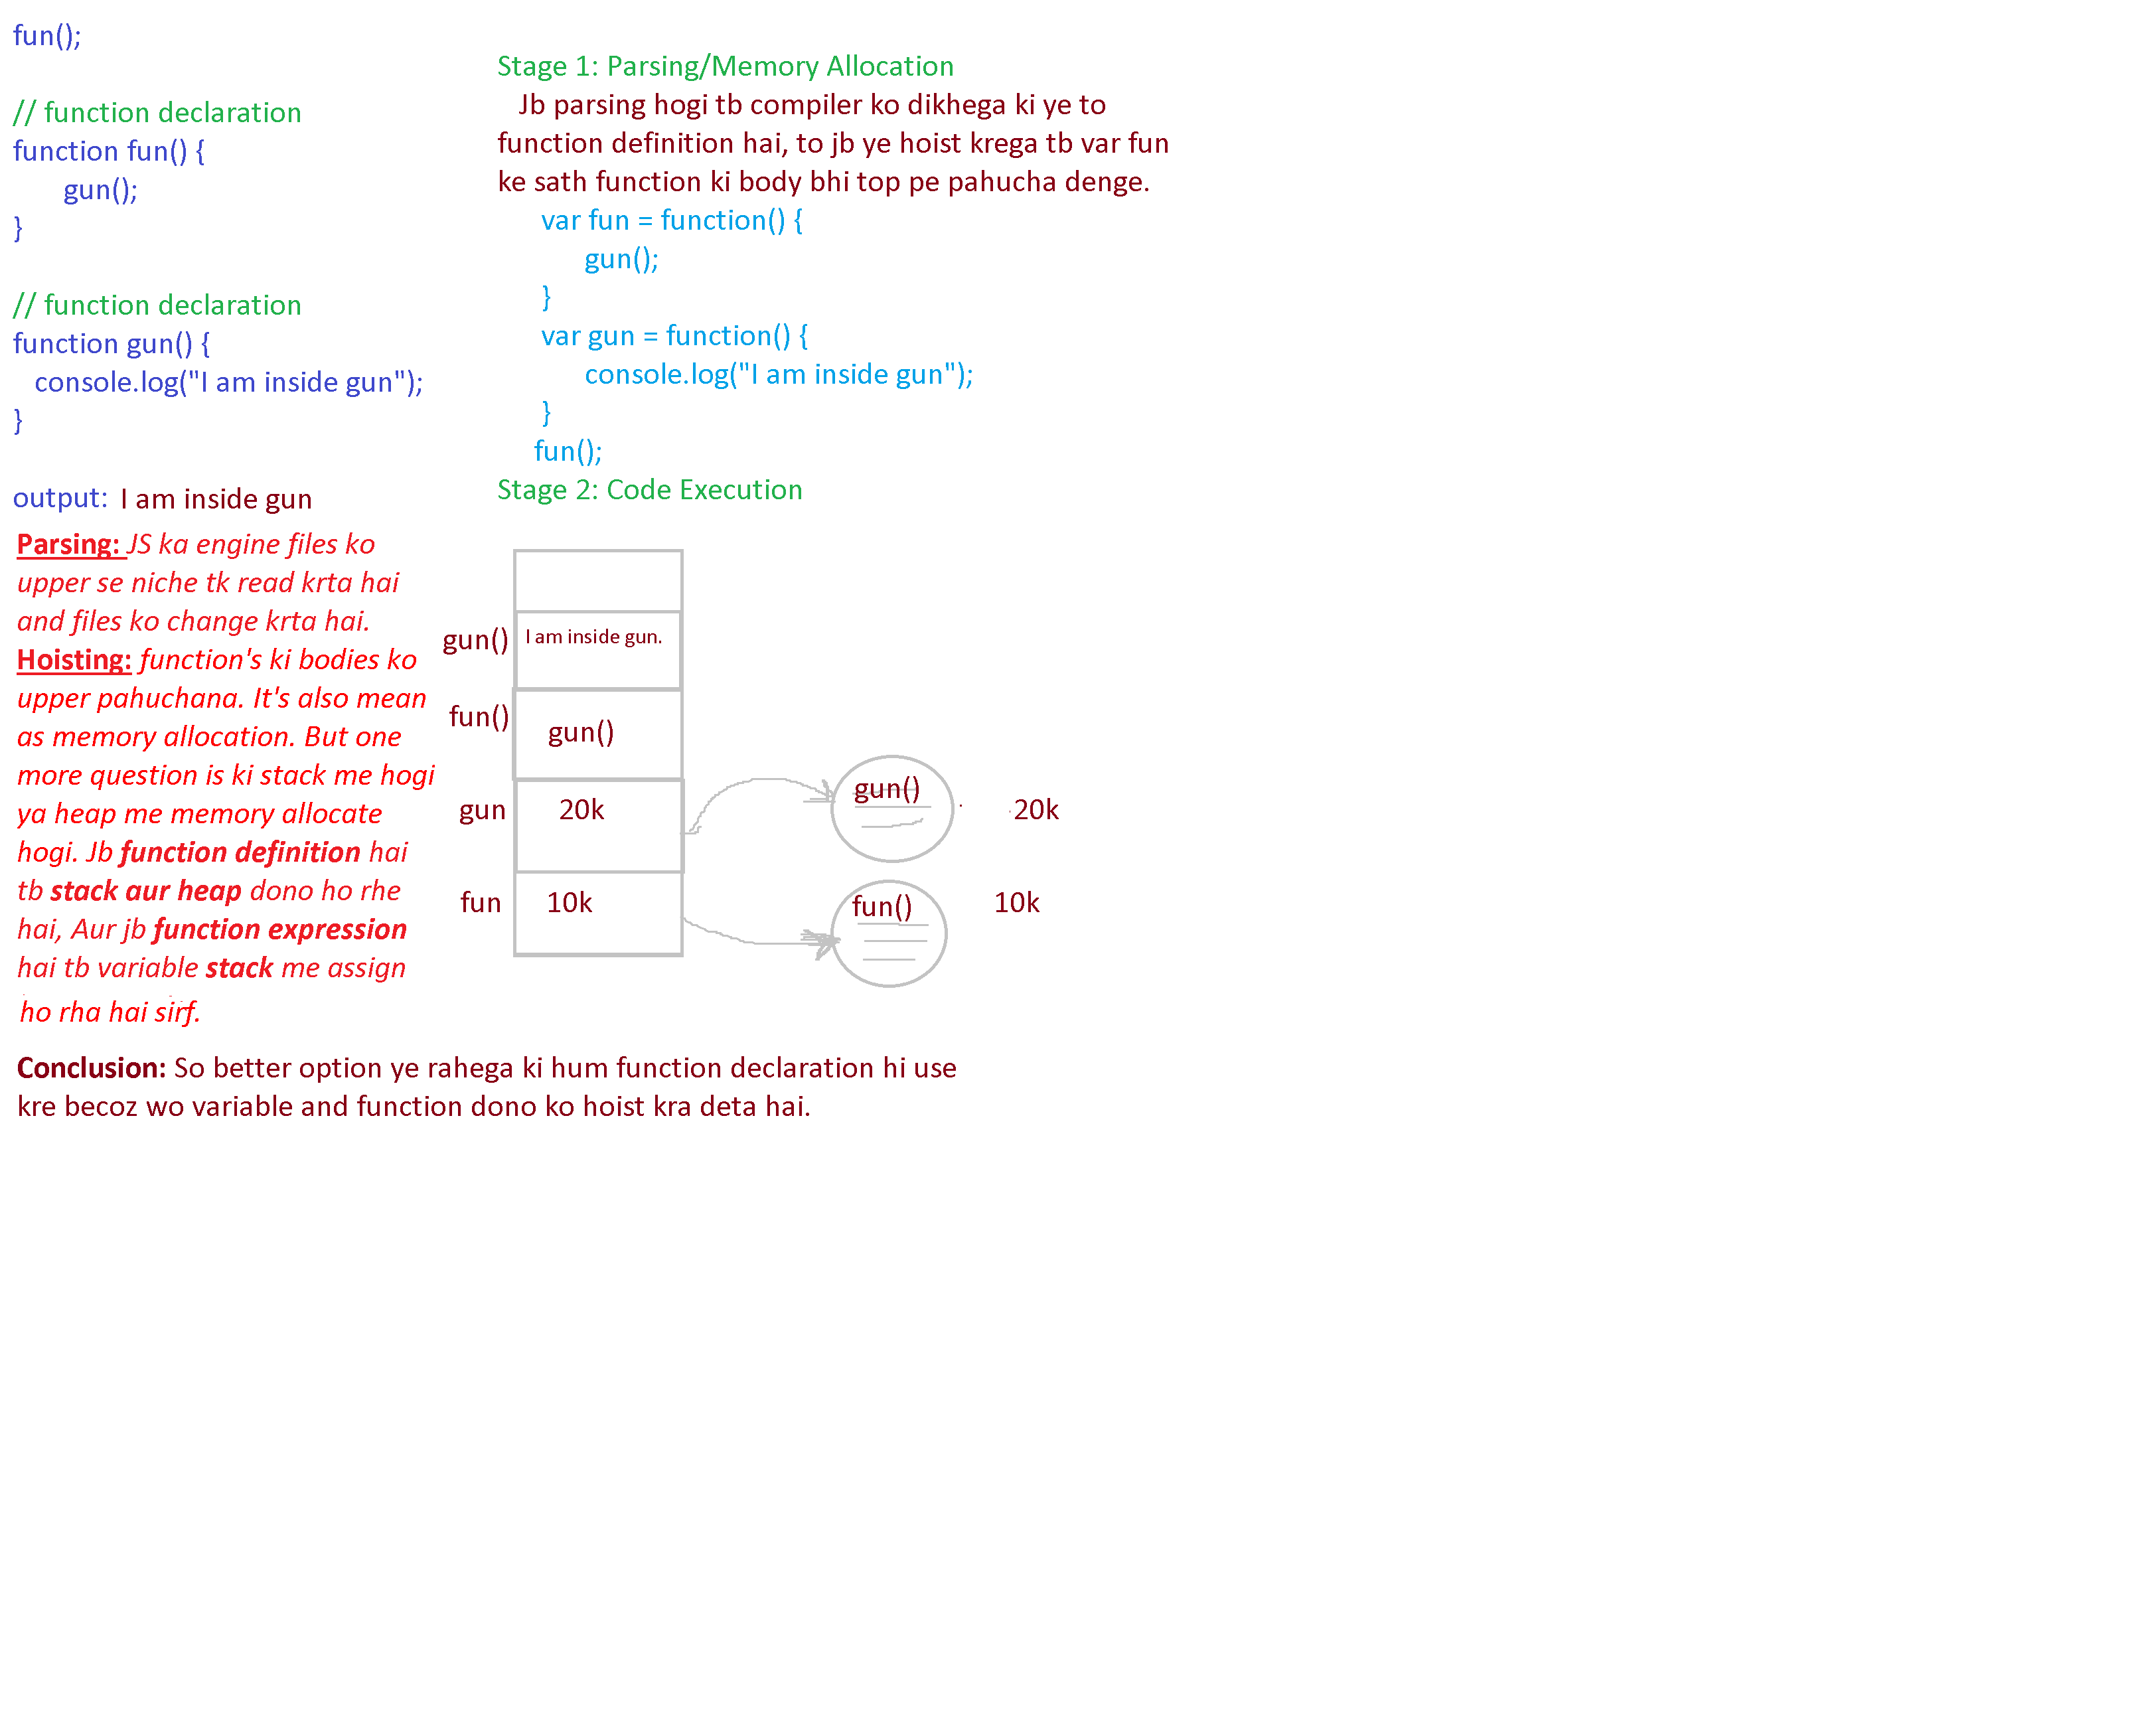 fun();
// function declaration
function fun() {
gun();
}
// function declaration
function gun() {
console.log("I am inside gun");
}
output: I am inside gun
Parsing: JS ka engine files ko
upper se niche tk read krta hai
and files ko change krta hai.
Hoisting: function's ki bodies ko
upper pahuchana. It's also mean
as memory allocation. But one
more question is ki stack me hogi
ya heap me memory allocate
hogi. Jb function definition hai
tb stack aur heap dono ho rhe
hai, Aur jb function expression
hai tb variable stack me assign
ho rha hai sirf.
Stage 1: Parsing/Memory Allocation
Jb parsing hogi tb compiler ko dikhega ki ye to
function definition hai, to jb ye hoist krega tb var fun
ke sath function ki body bhi top pe pahucha denge.
var fun = function() {
gun();
}
var gun = function() {
console.log("I am inside gun");
}
fun();
Stage 2: Code Execution
gun() I am inside gun.
fun() gun()
gun 20k gun() 20k
fun 10k fun() 10k
Conclusion: So better option ye rahega ki hum function declaration hi use
kre becoz wo variable and function dono ko hoist kra deta hai.